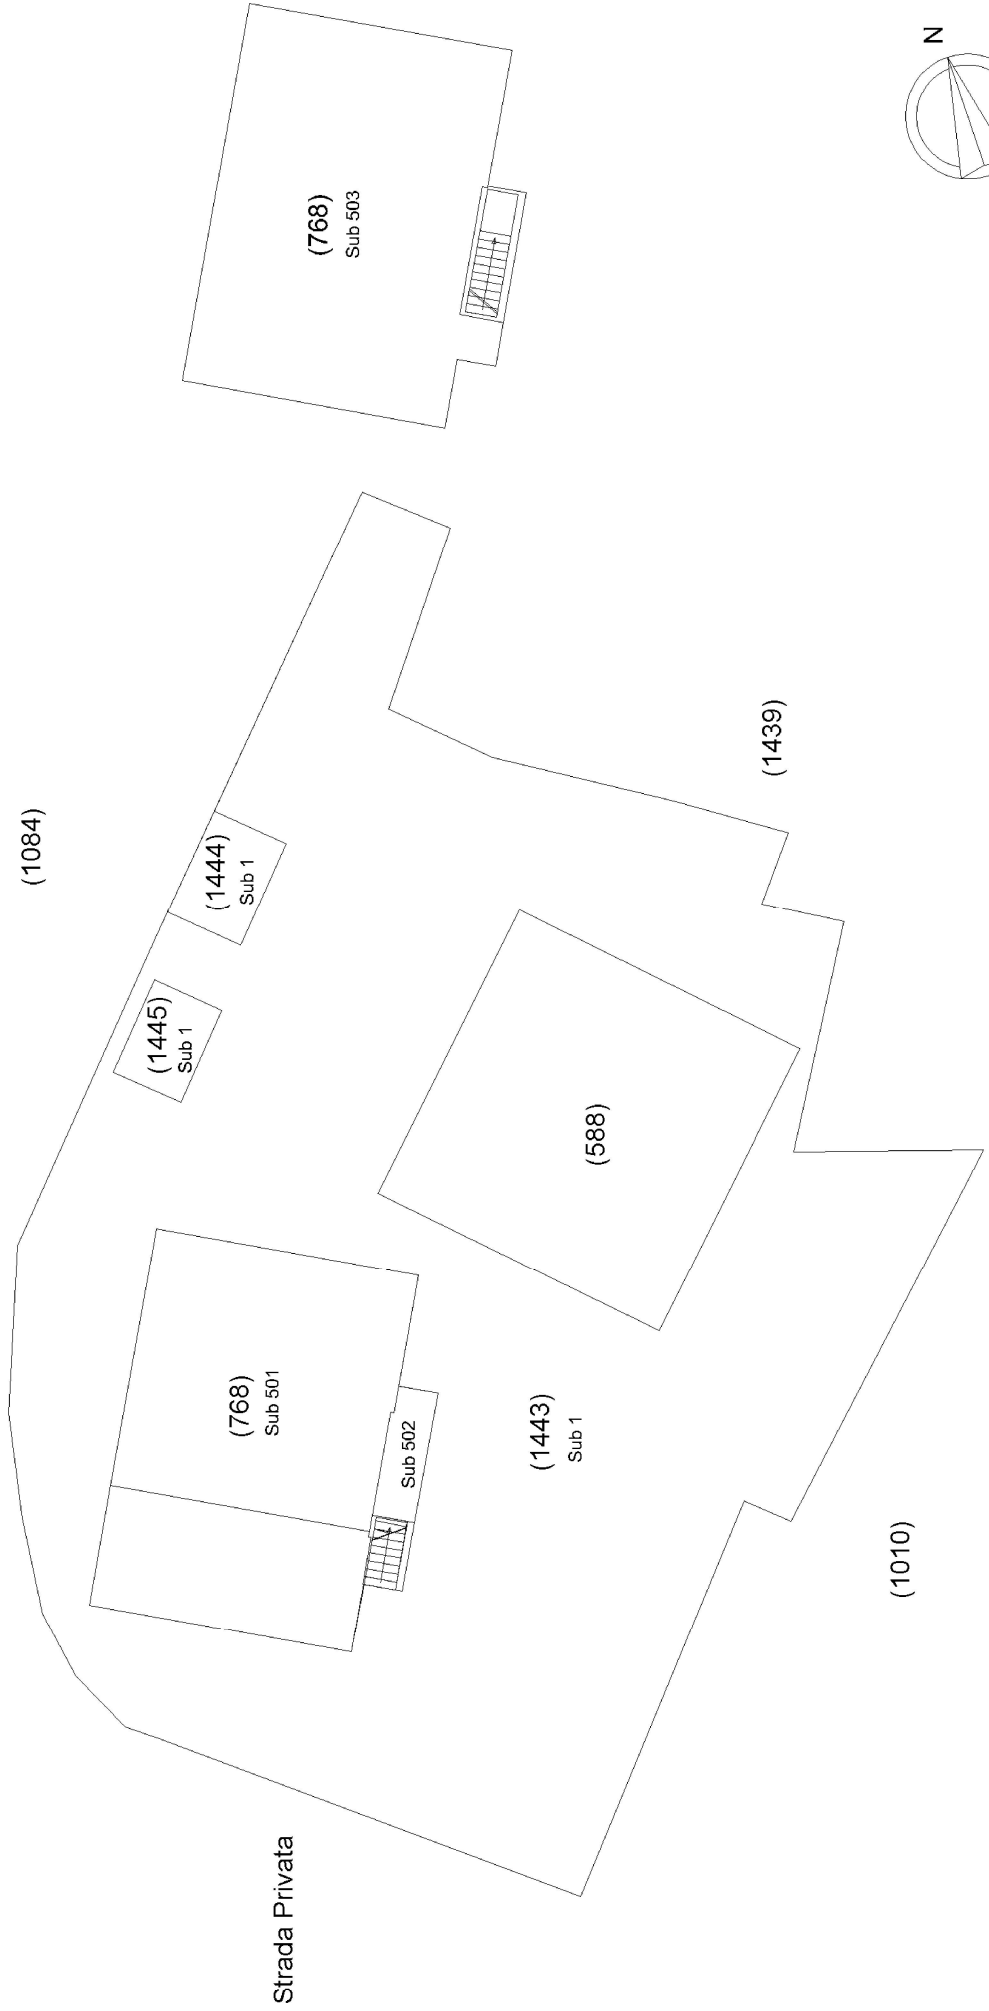 N
(768)
Sub 503
(1084)
(1444)
Sub 1
(1439)
(1445)
Sub 1
(588)
(768)
Sub 501
Sub 502
(1443)
Sub 1
(1010)
Strada Privata